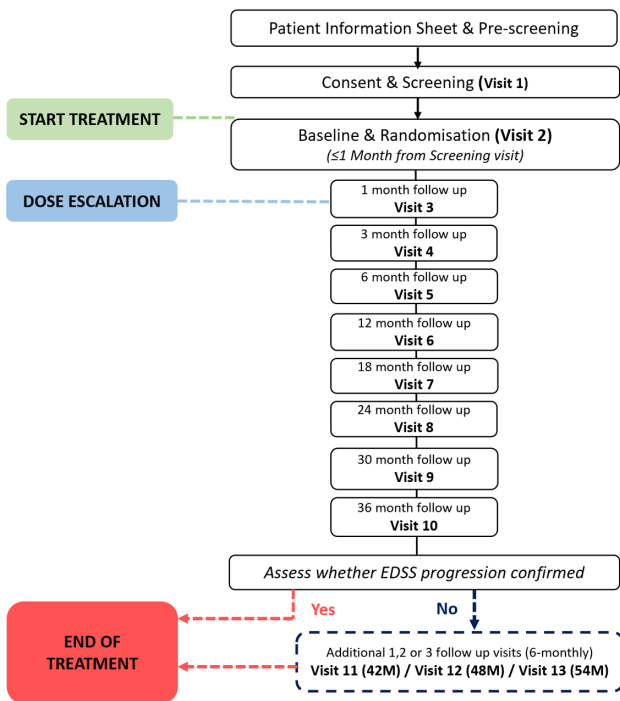 Patient Information Sheet & Pre-screening
Consent & Screening (Visit 1)
START TREATMENT
Baseline & Randomisation (Visit 2)
(≤1 Month from Screening visit)
DOSE ESCALATION
1 month follow up
Visit 3
3 month follow up
Visit 4
6 month follow up
Visit 5
12 month follow up
Visit 6
18 month follow up
Visit 7
24 month follow up
Visit 8
30 month follow up
Visit 9
36 month follow up
Visit 10
Assess whether EDSS progression confirmed
Yes
No
END OF
TREATMENT
Additional 1,2 or 3 follow up visits (6-monthly)
Visit 11 (42M) / Visit 12 (48M) / Visit 13 (54M)